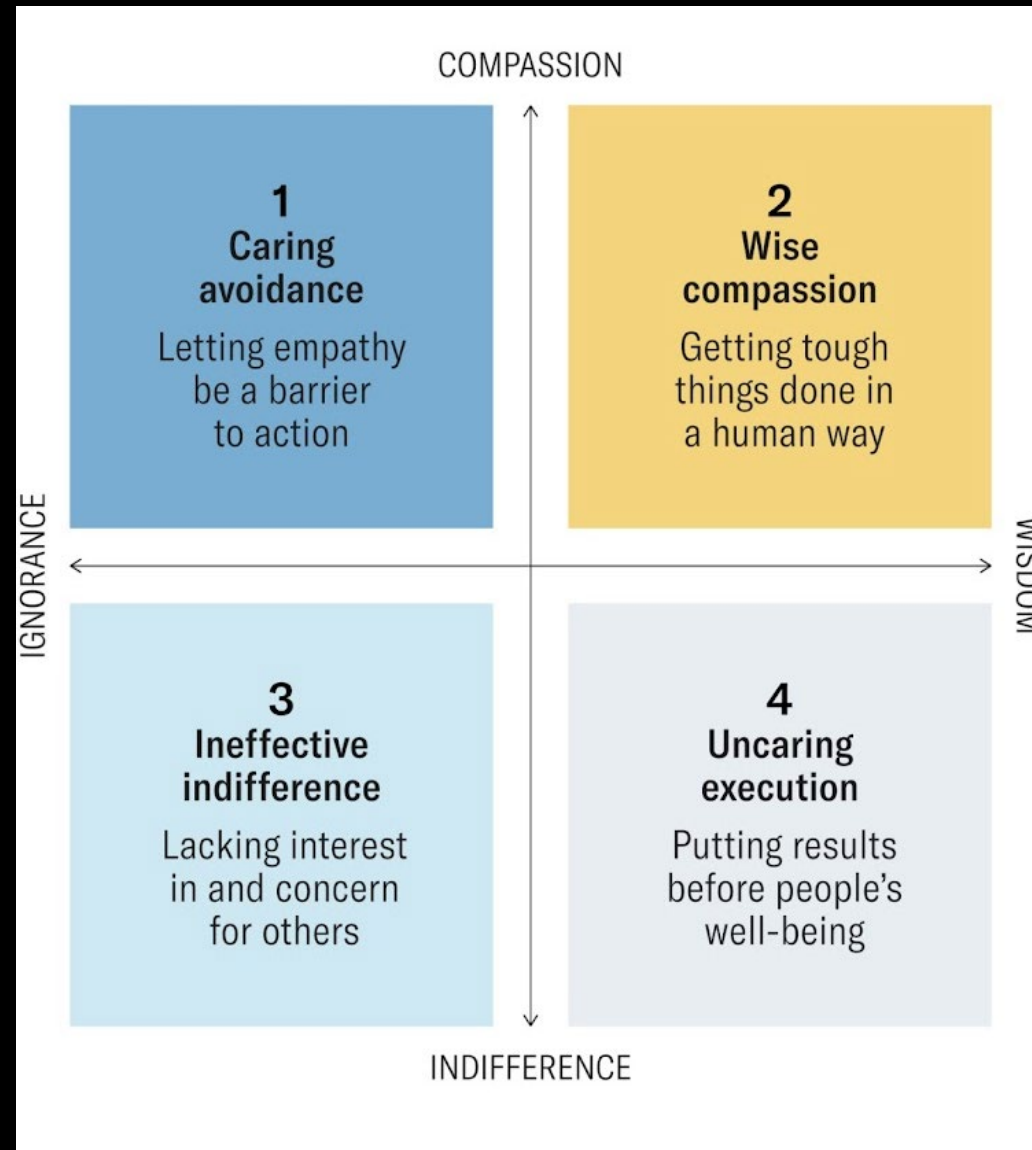 COMPASSION
1
Caring
avoidance
Letting empathy
be a barrier
to action
2
Wise
compassion
Getting tough
things done in
a human way
IGNORANCE
WISDOM
3
Ineffective
indifference
Lacking interest
in and concern
for others
4
Uncaring
execution
Putting results
before people’s
well-being
INDIFFERENCE